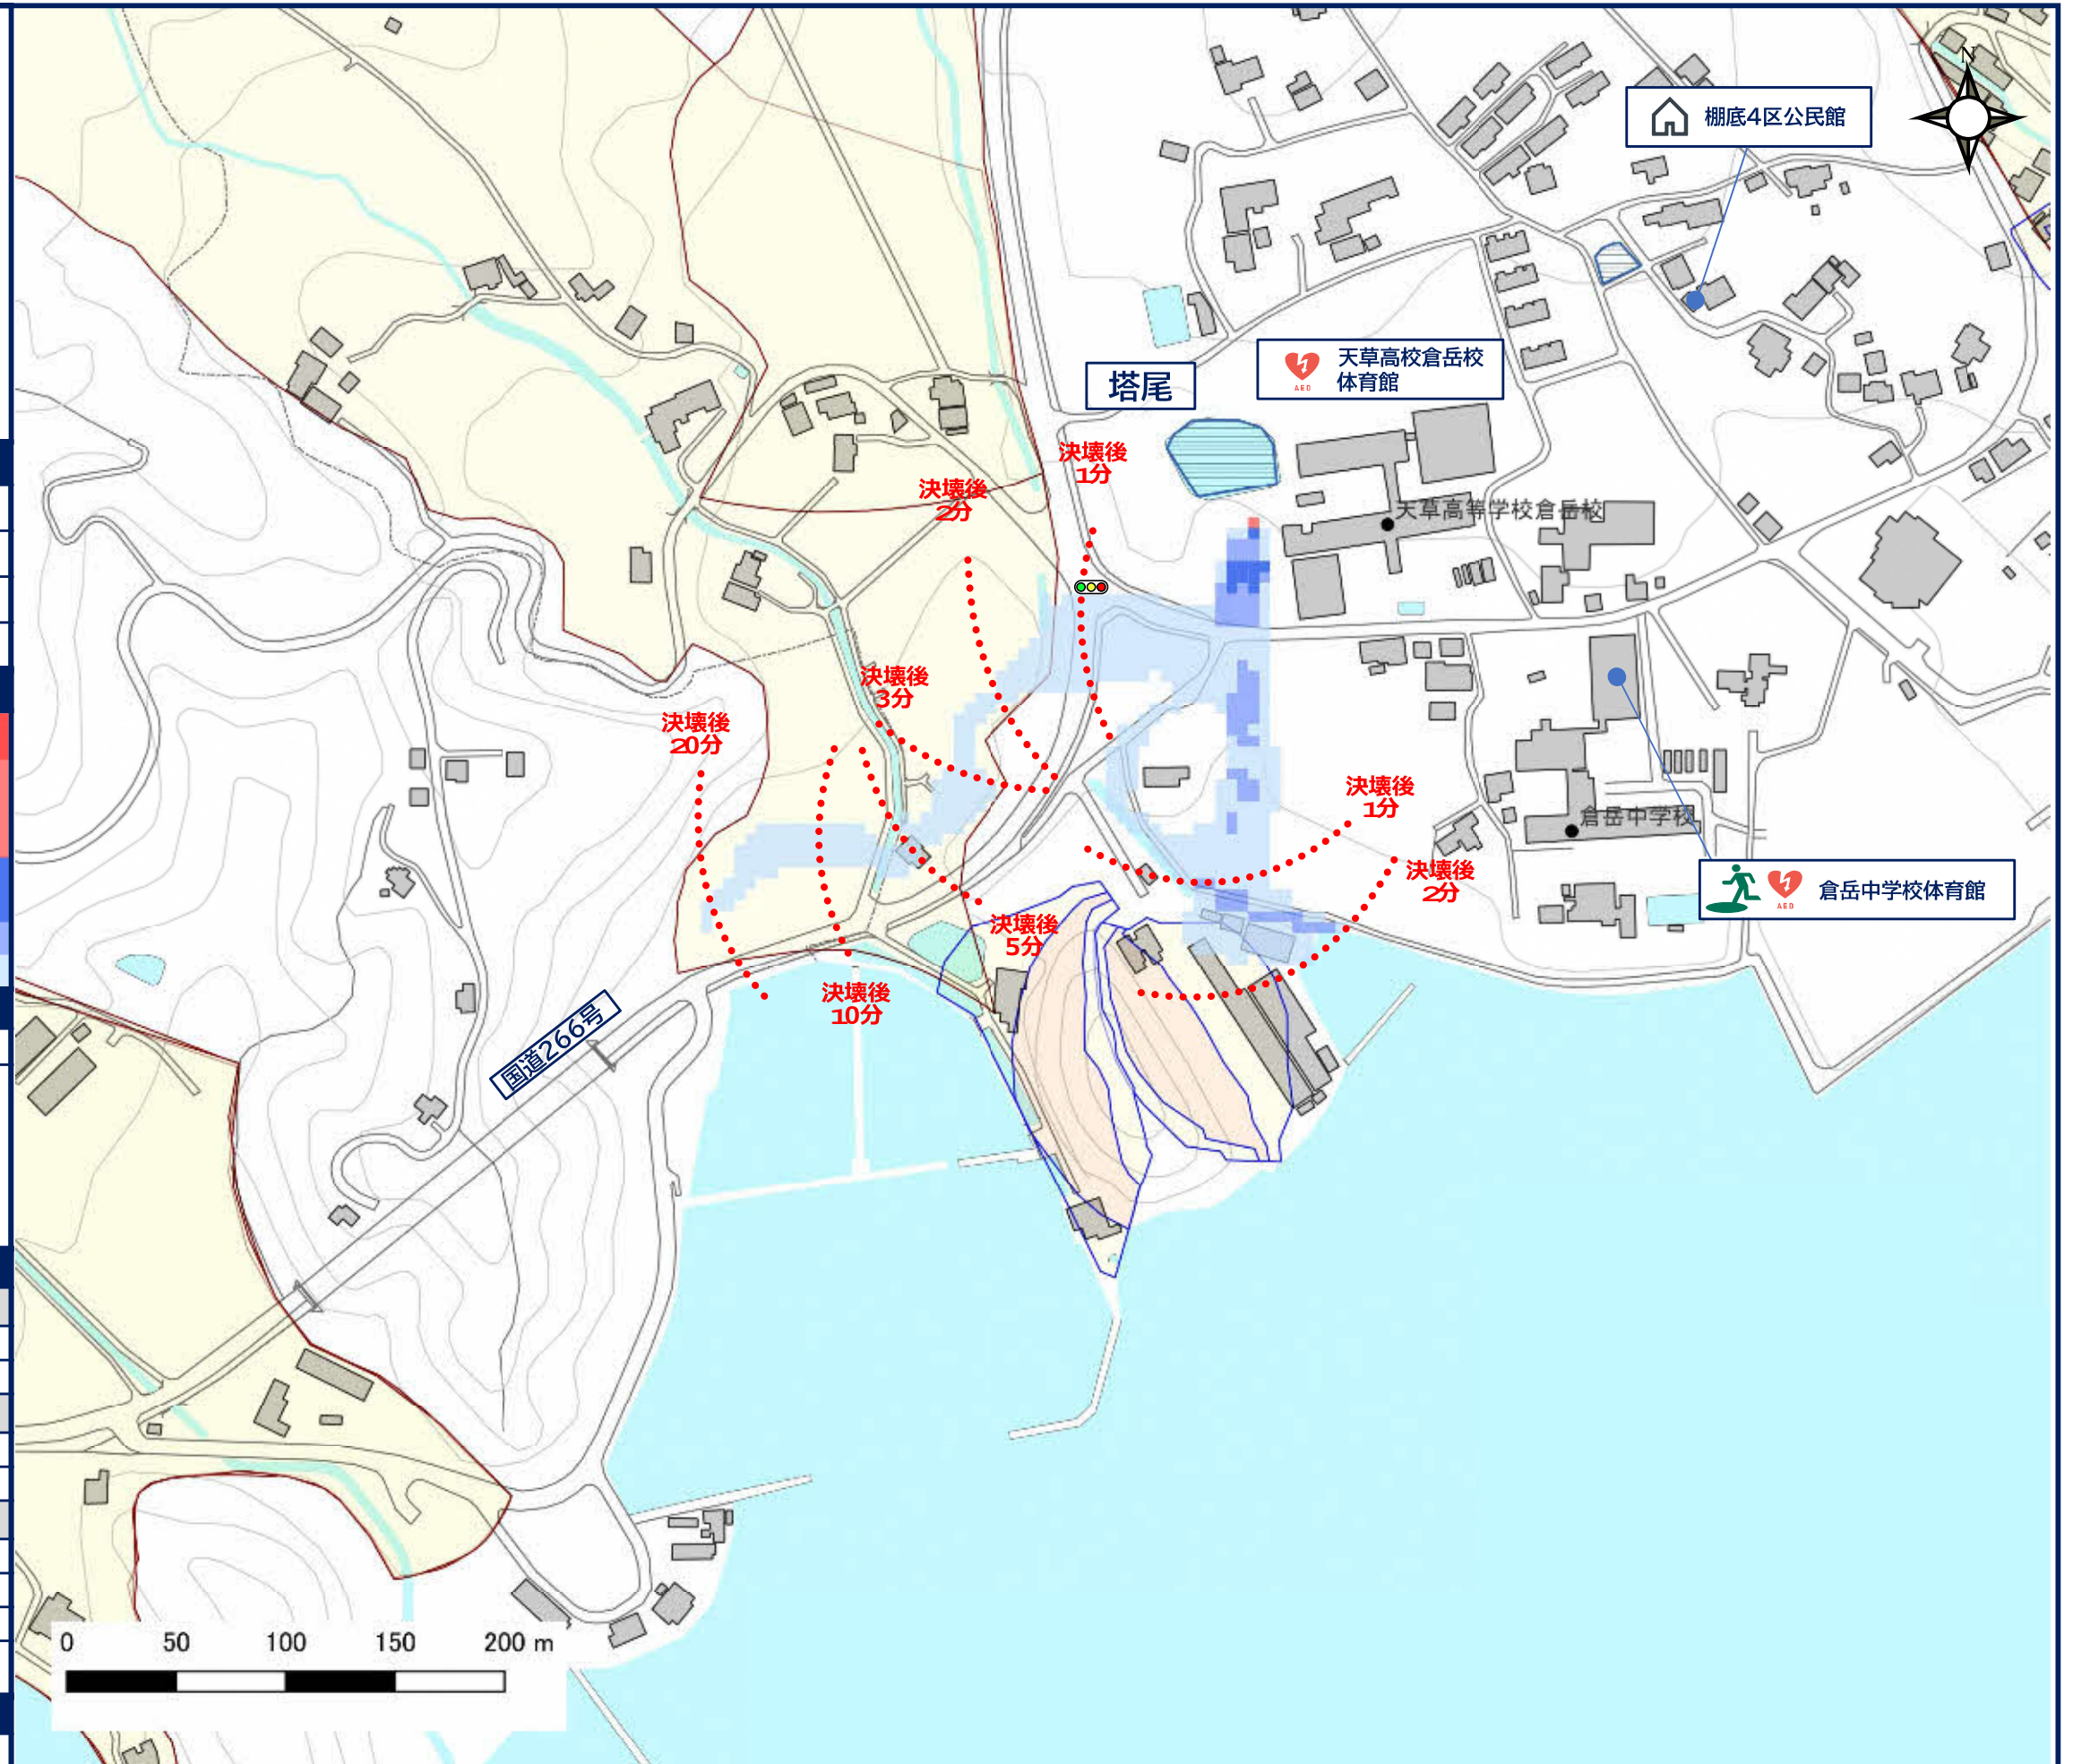 N
棚底4区公民館
天草高校倉岳校
体育館
AED
塔尾
決壊後
1分
決壊後
2分
天草高等学校倉岳校
決壊後
3分
決壊後
20分
決壊後
1分
倉岳中学校
決壊後
2分
倉岳中学校体育館
AED
決壊後
5分
決壊後
10分
国道266号
0 50 100 150 200 m